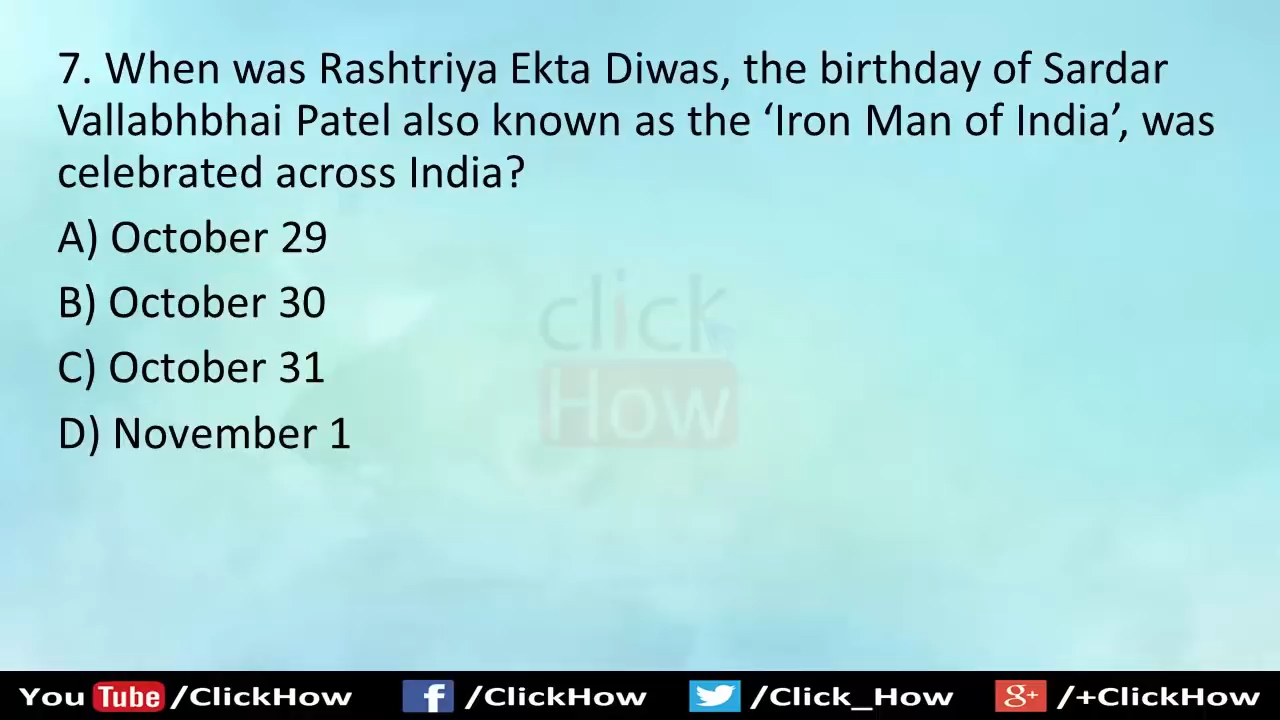 7. When was Rashtriya Ekta Diwas, the birthday of Sardar
Vallabhbhai Patel also known as the ‘Iron Man of India’, was
celebrated across India?
A) October 29
B) October 30
C) October 31
D) November 1
click
How
You Tube /ClickHow f /ClickHow /Click_How g+ /+ClickHow